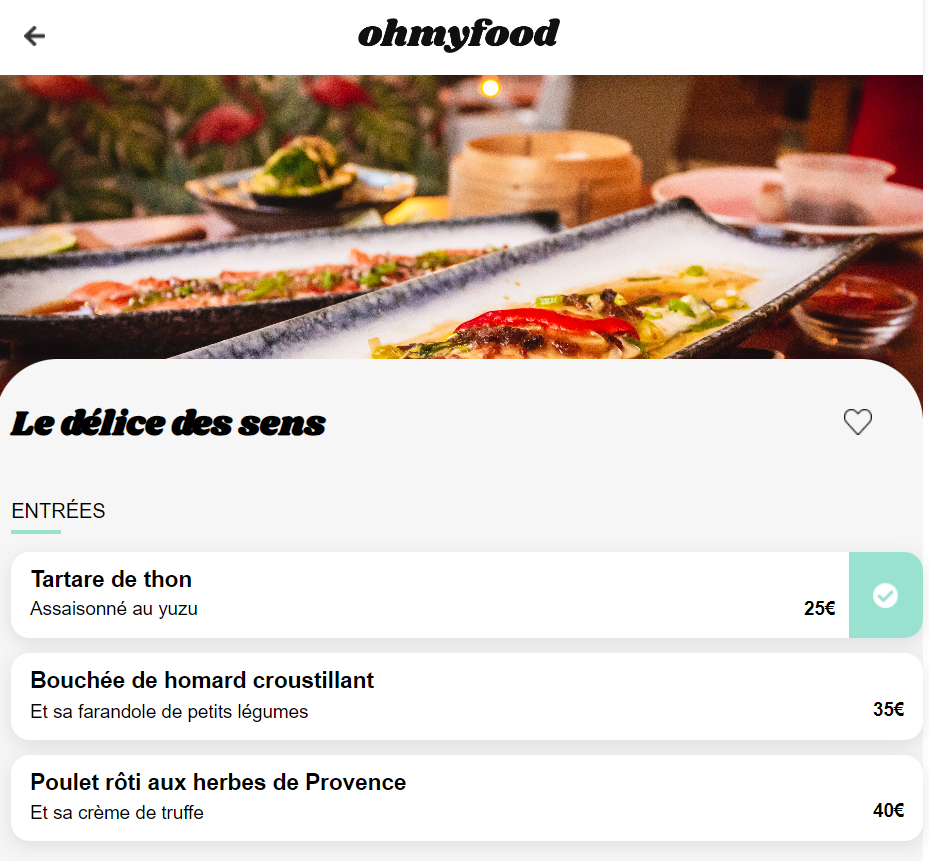 ohmyfood
Le délice des sens
ENTRÉES
Tartare de thon
Assaisonné au yuzu
25€
Bouchée de homard croustillant
Et sa farandole de petits légumes
35€
Poulet rôti aux herbes de Provence
Et sa crème de truffe
40€